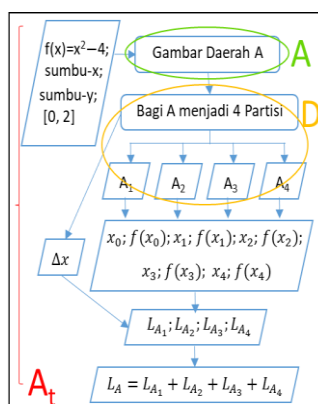 f(x)=x²−4;
sumbu-x;
sumbu-y;
[0, 2]
Gambar Daerah A
A
Bagi A menjadi 4 Partisi
D
A₁
A₂
A₃
A₄
x₀; f(x₀); x₁; f(x₁); x₂; f(x₂);
x₃; f(x₃); x₄; f(x₄)
Δx
L_A₁; L_A₂; L_A₃; L_A₄
L_A = L_A₁ + L_A₂ + L_A₃ + L_A₄
A_t